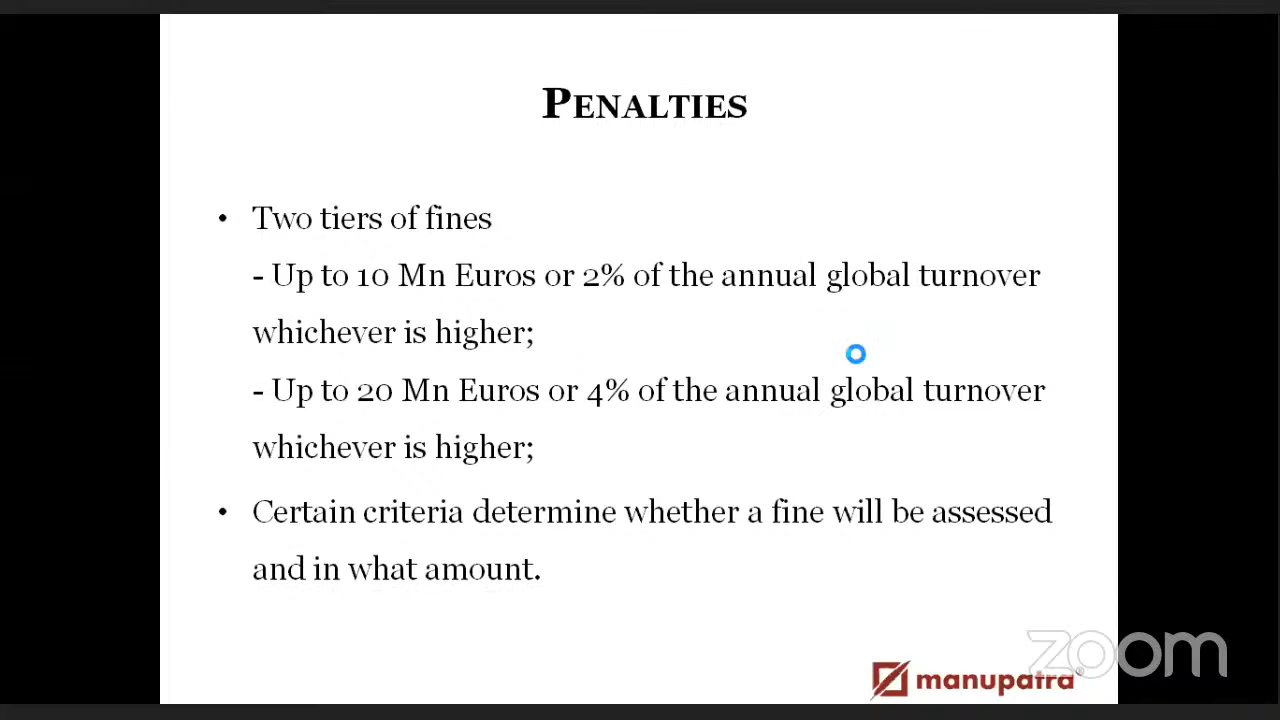 PENALTIES
• Two tiers of fines
- Up to 10 Mn Euros or 2% of the annual global turnover
whichever is higher;
- Up to 20 Mn Euros or 4% of the annual global turnover
whichever is higher;
• Certain criteria determine whether a fine will be assessed
and in what amount.
zoom
manupatra®